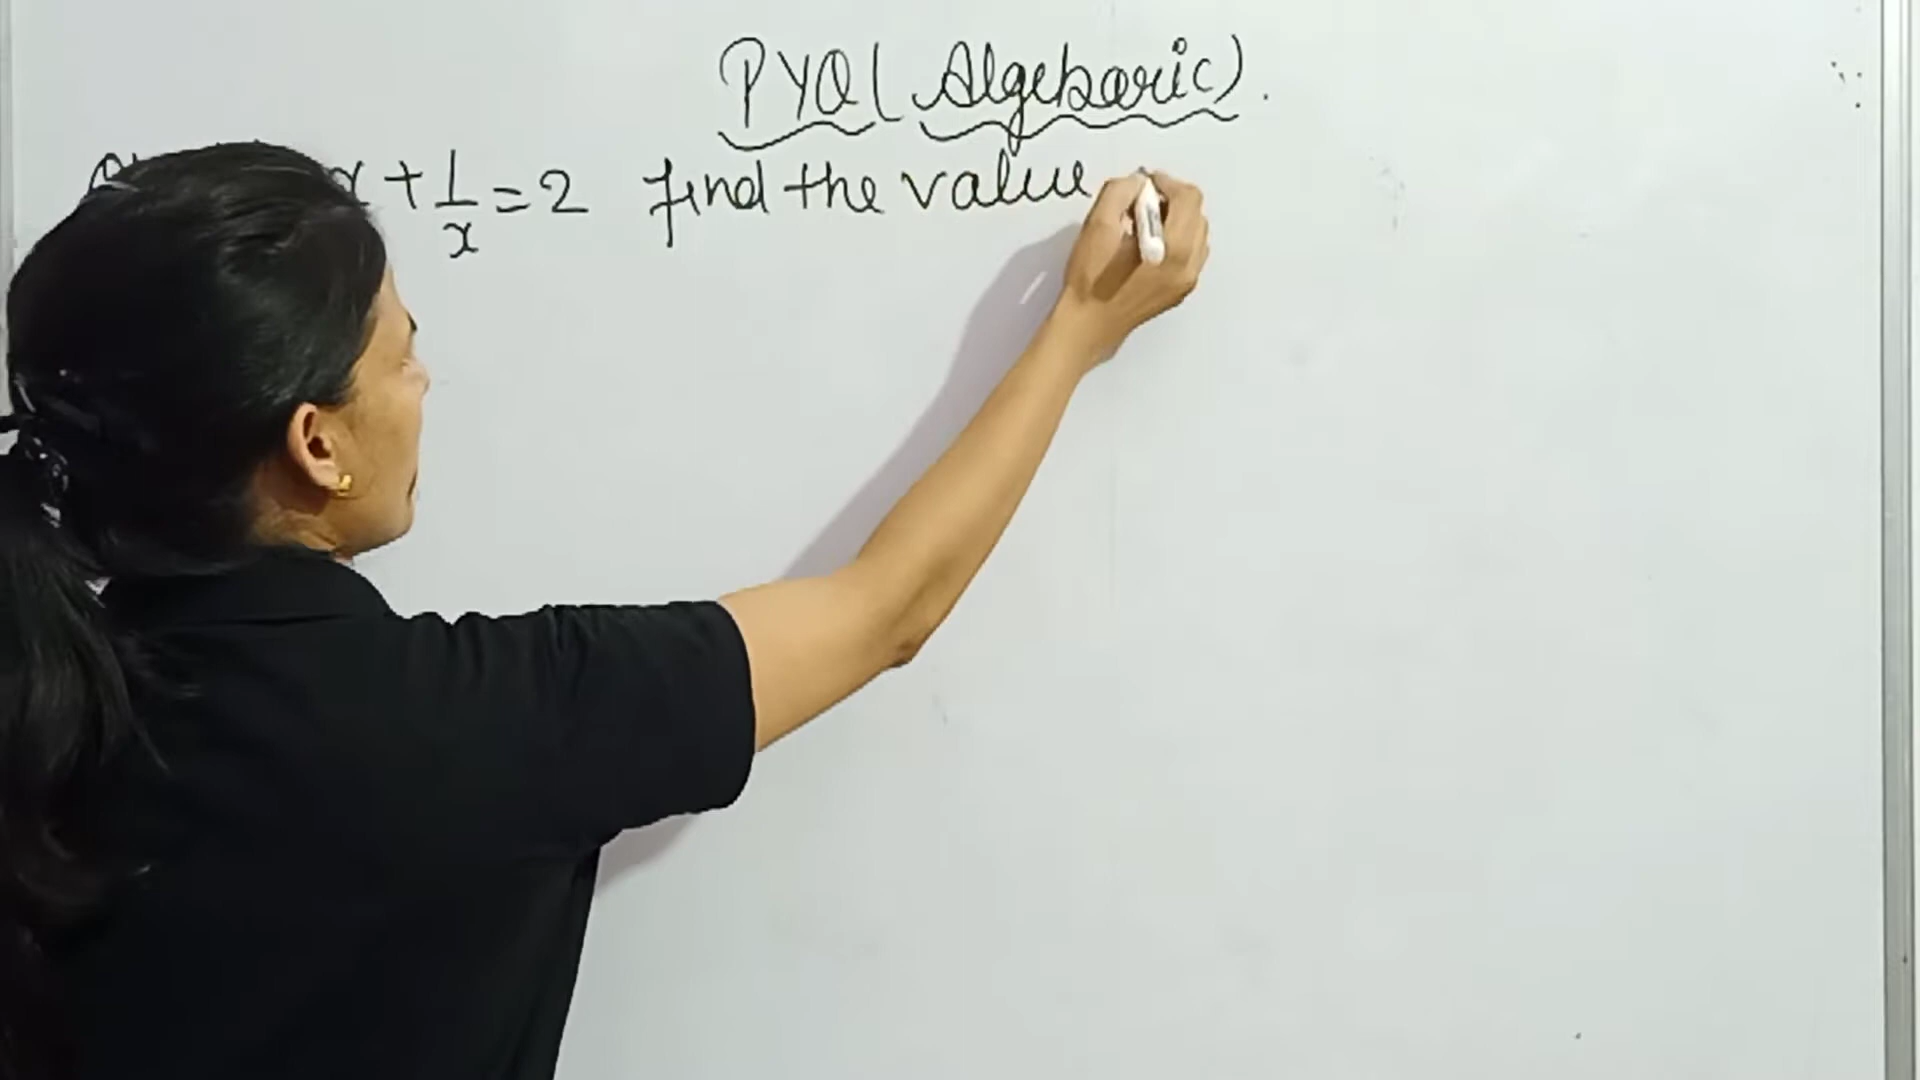 PYQ( Algebaric).
x + 1/x = 2 find the value